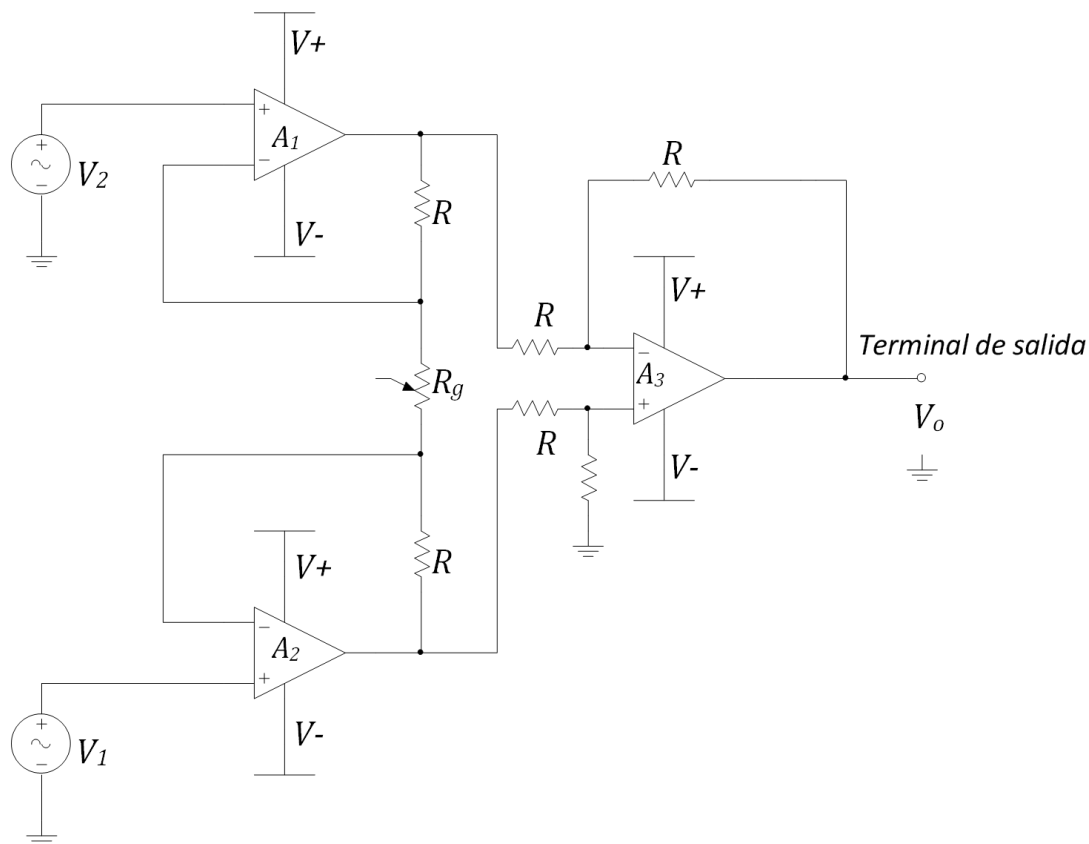 V+
+
+
A1
−
−
V2
R
V-
R
V+
R
Terminal de salida
−
A3
Rg
+
Vo
R
V-
R
V+
−
A2
+
+
V-
−
V1